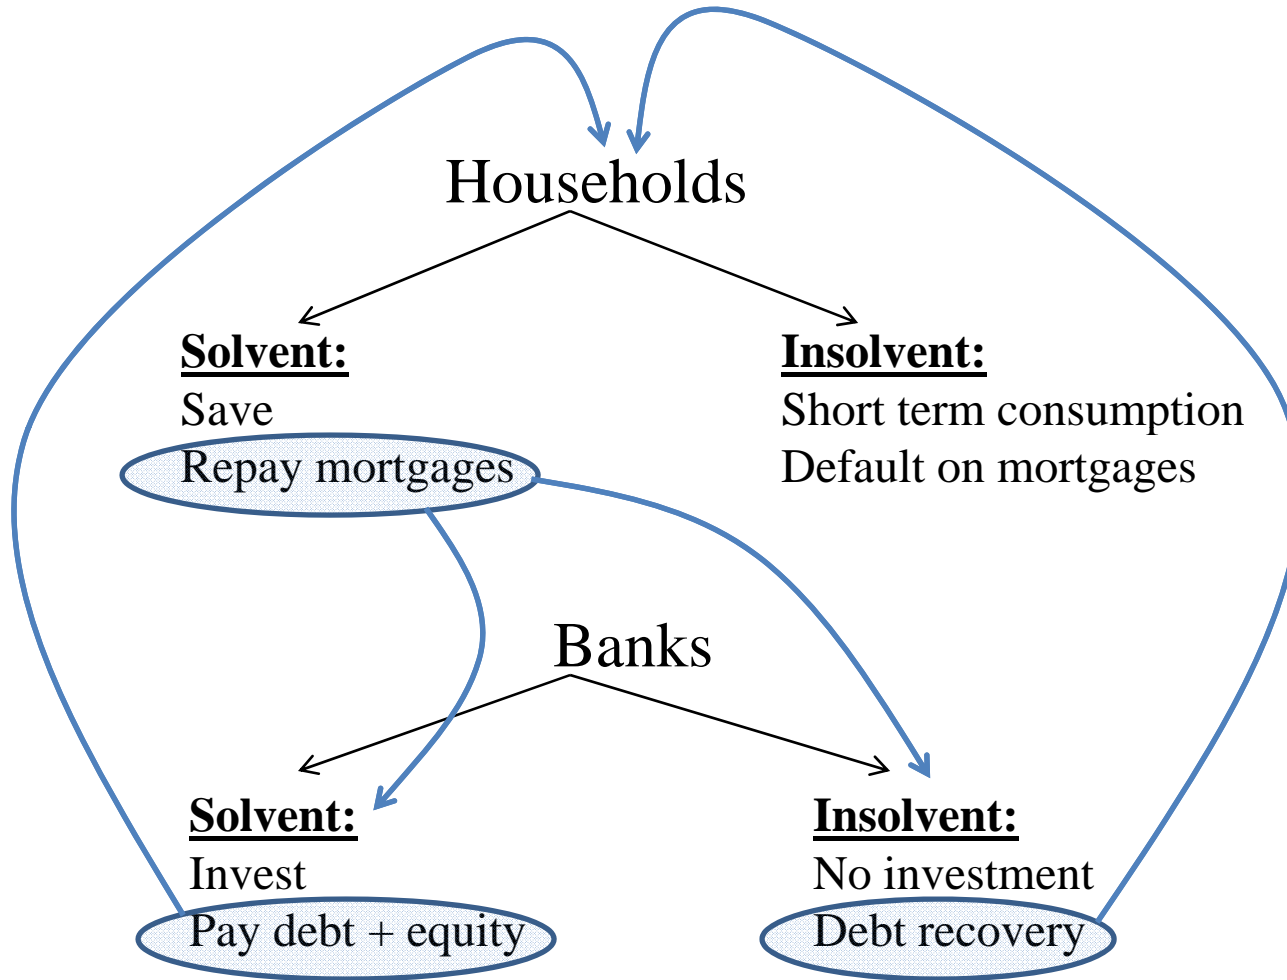 Households
Solvent:
Save
Repay mortgages
Insolvent:
Short term consumption
Default on mortgages
Banks
Solvent:
Invest
Pay debt + equity
Insolvent:
No investment
Debt recovery